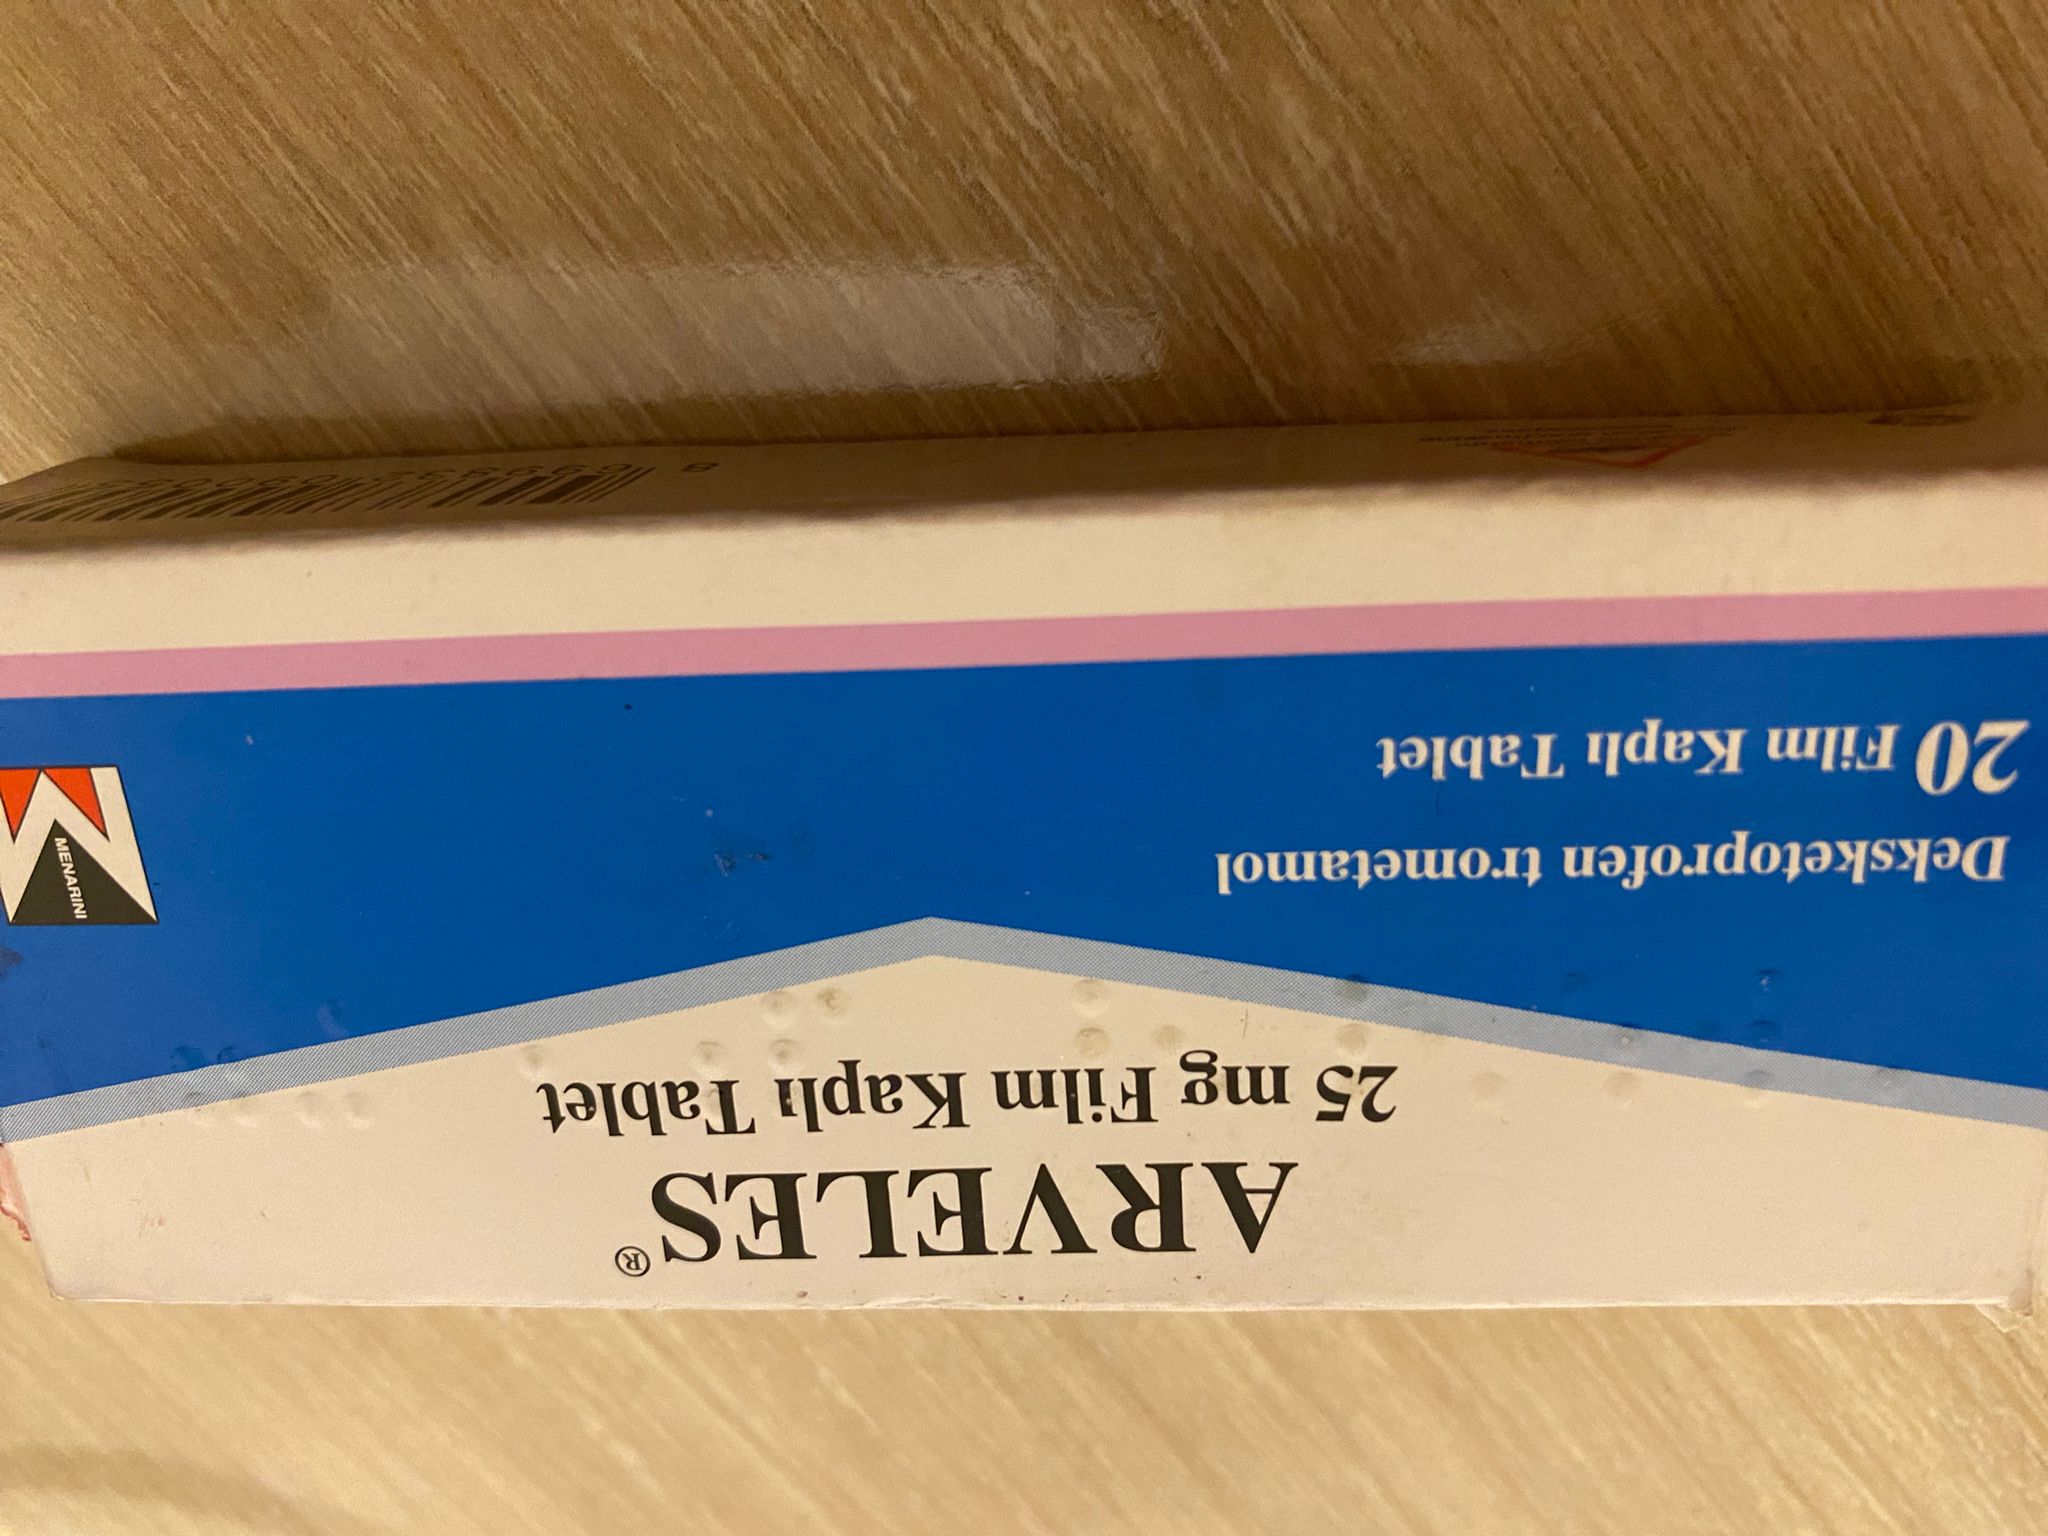 ARVELES®
25 mg Film Kaplı Tablet
Deksketoprofen trometamol
20 Film Kaplı Tablet
MENARINI